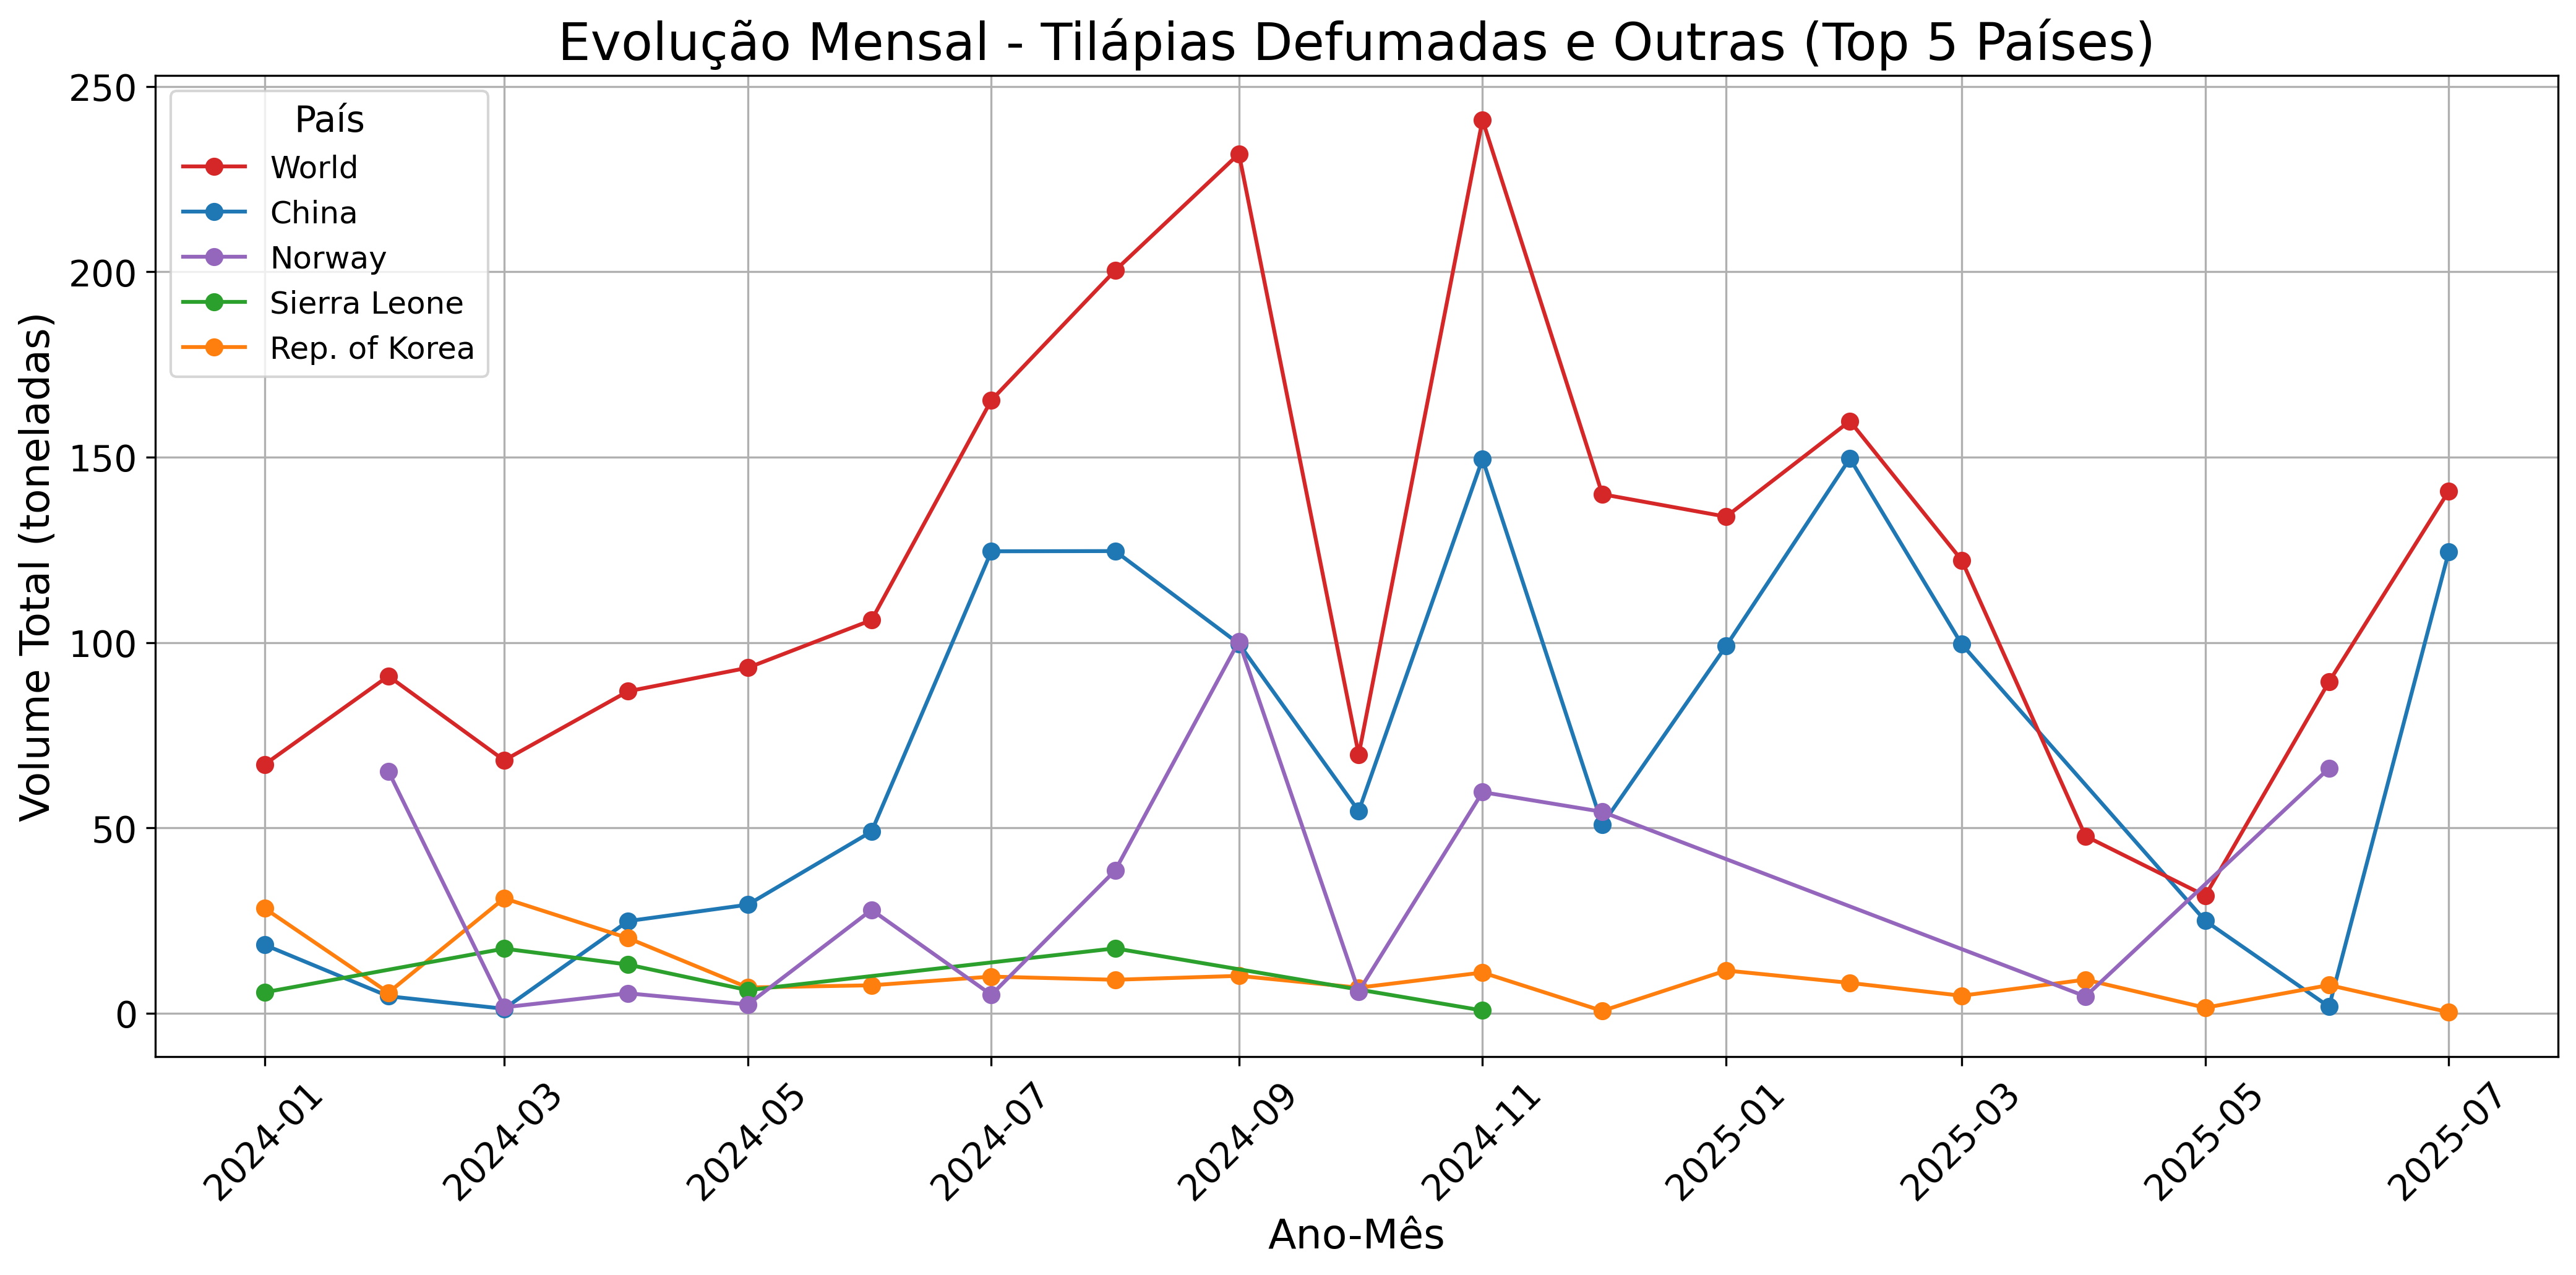 Evolução Mensal - Tilápias Defumadas e Outras (Top 5 Países)
250
200
150
100
50
0
Volume Total (toneladas)
País
World
China
Norway
Sierra Leone
Rep. of Korea
2024-01
2024-03
2024-05
2024-07
2024-09
2024-11
2025-01
2025-03
2025-05
2025-07
Ano-Mês